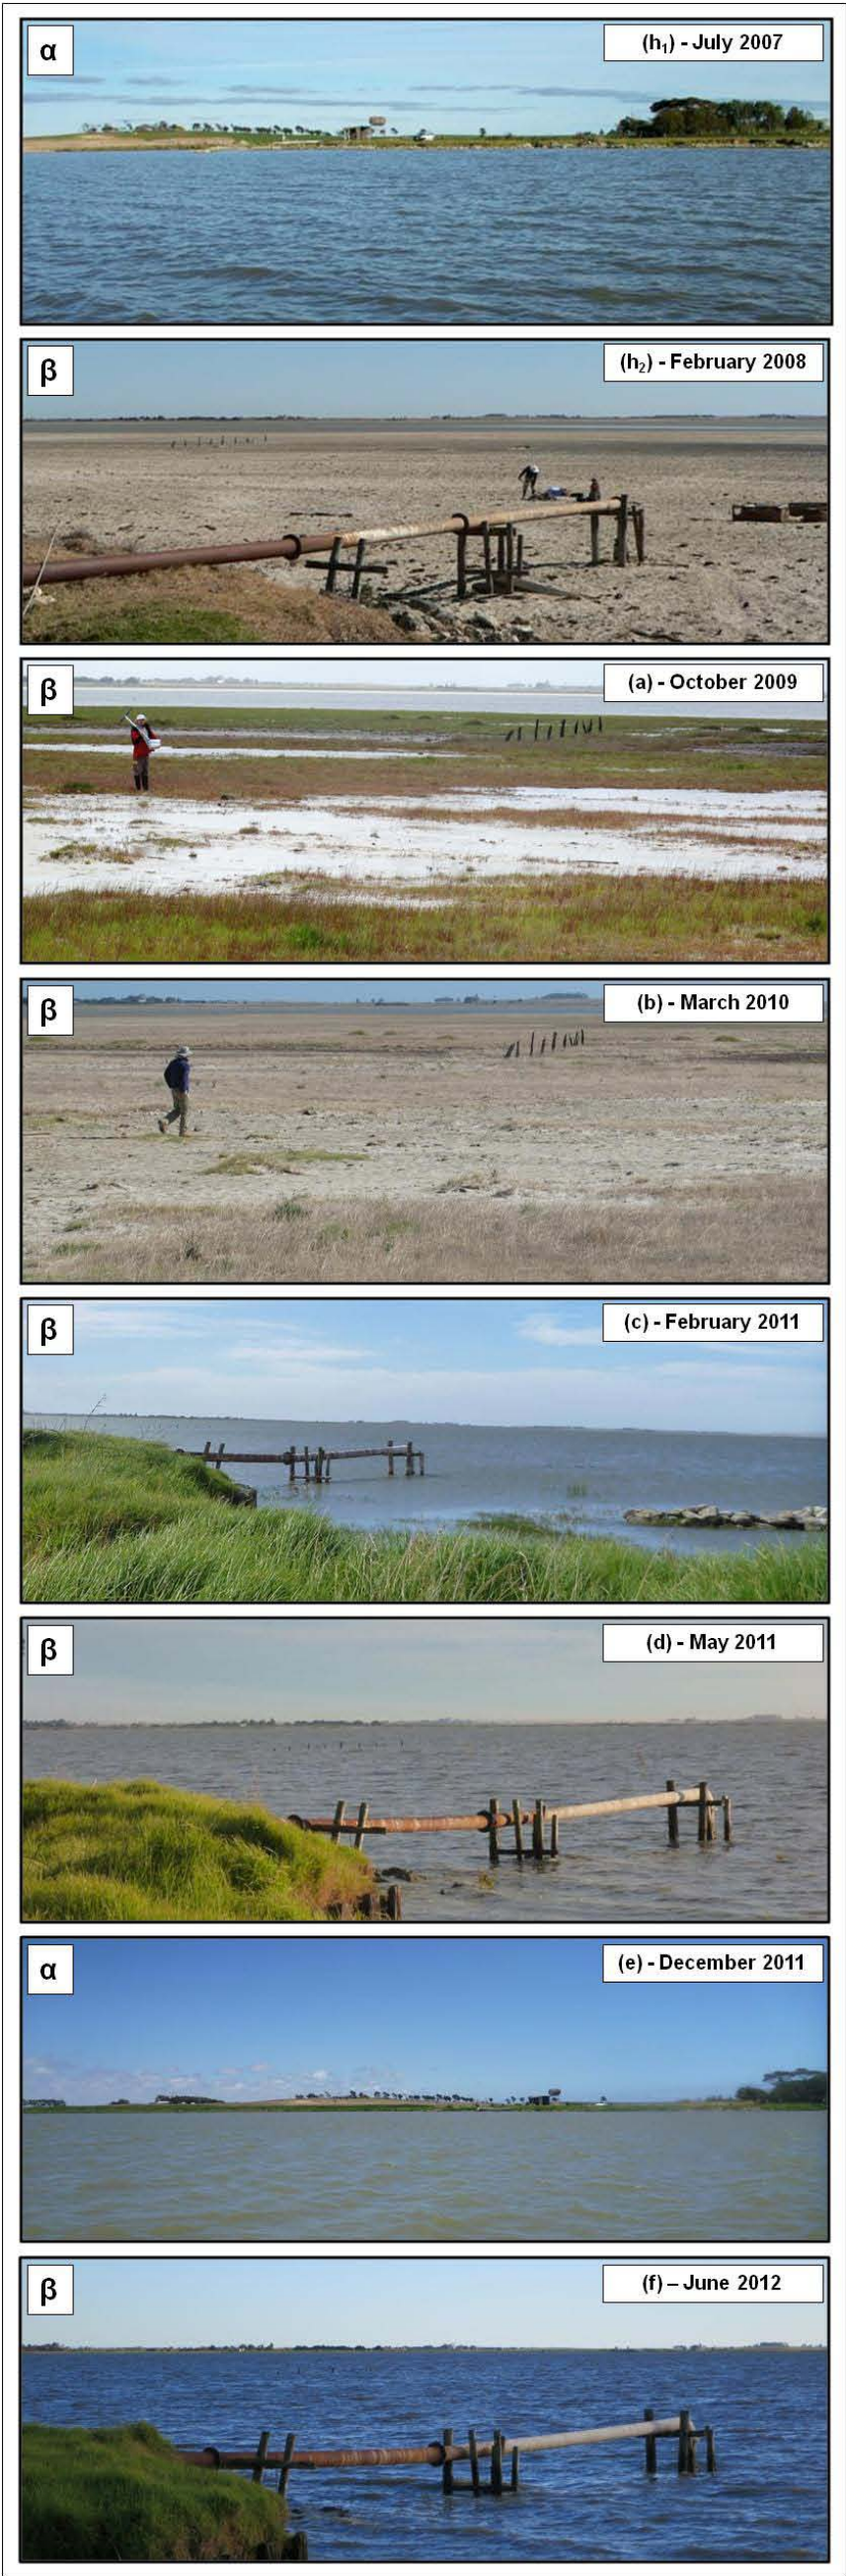 α
(h₁) - July 2007
β
(h₂) - February 2008
β
(a) - October 2009
β
(b) - March 2010
β
(c) - February 2011
β
(d) - May 2011
α
(e) - December 2011
β
(f) – June 2012